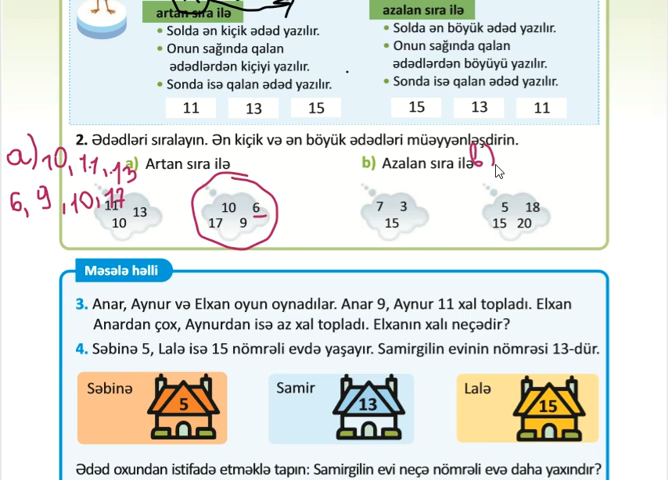 artan sıra ilə
• Solda ən kiçik ədəd yazılır.
• Onun sağında qalan
ədədlərdən kiçiyi yazılır.
• Sonda isə qalan ədəd yazılır.
11 13 15
azalan sıra ilə
• Solda ən böyük ədəd yazılır.
• Onun sağında qalan
ədədlərdən böyüyü yazılır.
• Sonda isə qalan ədəd yazılır.
15 13 11
2. Ədədləri sıralayın. Ən kiçik və ən böyük ədədləri müəyyənləşdirin.
a) 10, 11, 13
6, 9, 10, 17
a) Artan sıra ilə
b) Azalan sıra ilə
b)
11 13
10
10 6
17 9
7 3
15
5 18
15 20
Məsələ həlli
3. Anar, Aynur və Elxan oyun oynadılar. Anar 9, Aynur 11 xal topladı. Elxan
Anardan çox, Aynurdan isə az xal topladı. Elxanın xalı neçədir?
4. Səbinə 5, Lalə isə 15 nömrəli evdə yaşayır. Samirgilin evinin nömrəsi 13-dür.
Səbinə
5
Samir
13
Lalə
15
Ədəd oxundan istifadə etməklə tapın: Samirgilin evi neçə nömrəli evə daha yaxındır?